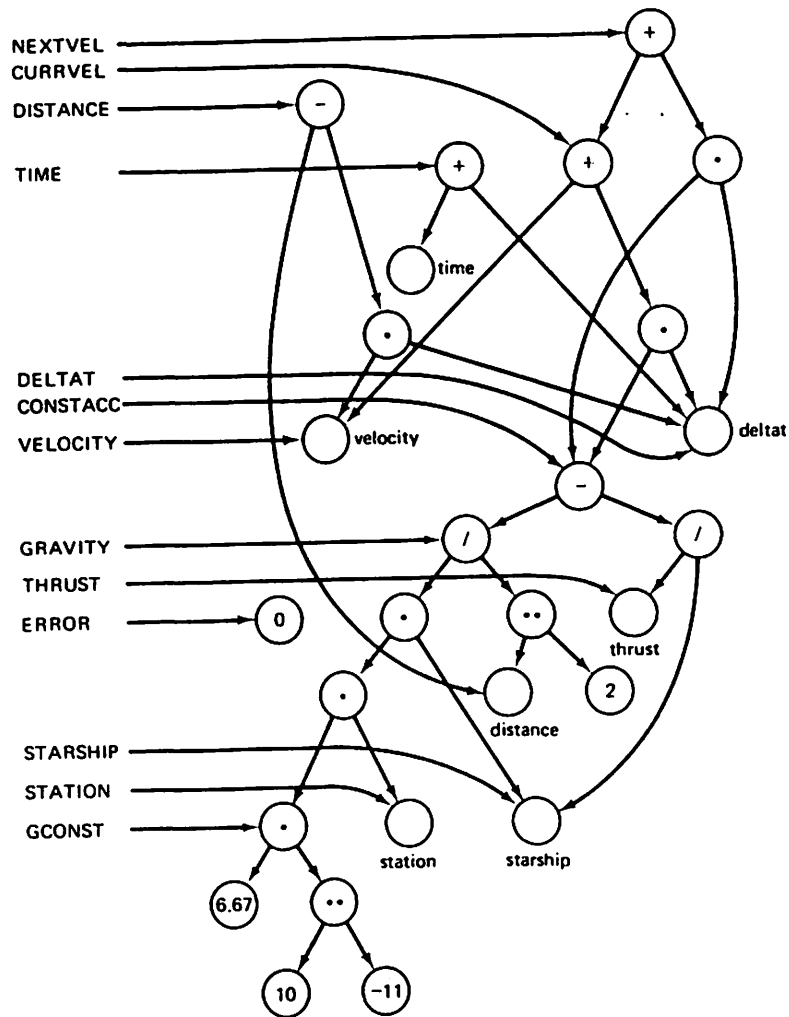 NEXTVEL
+
CURRVEL
DISTANCE
-
TIME
+
+
•
time
•
•
DELTAT
CONSTACC
VELOCITY
velocity
deltat
-
GRAVITY
/
/
THRUST
ERROR
0
•
••
thrust
•
distance
2
STARSHIP
STATION
GCONST
•
station
starship
6.67
••
10
-11